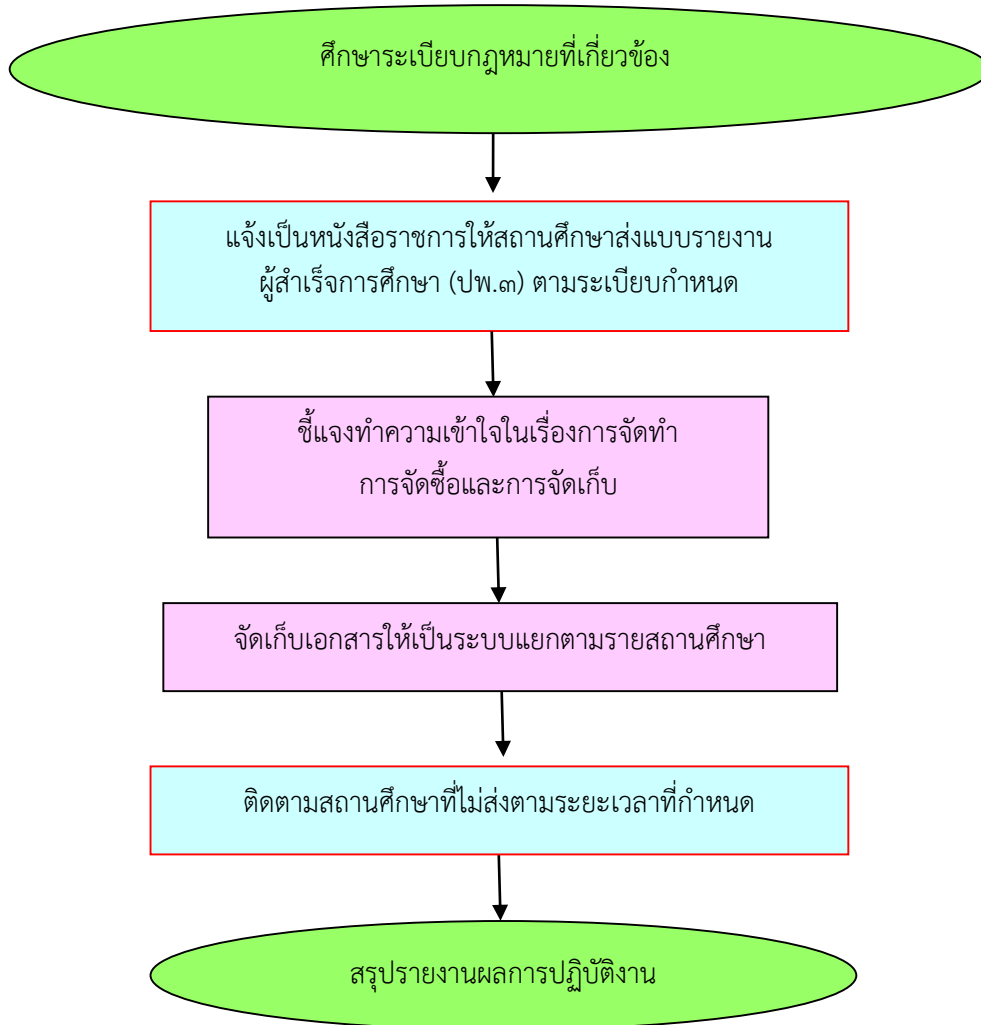 ศึกษาระเบียบกฎหมายที่เกี่ยวข้อง
แจ้งเป็นหนังสือราชการให้สถานศึกษาส่งแบบรายงาน
ผู้สำเร็จการศึกษา (ปพ.๓) ตามระเบียบกำหนด
ชี้แจงทำความเข้าใจในเรื่องการจัดทำ
การจัดซื้อและการจัดเก็บ
จัดเก็บเอกสารให้เป็นระบบแยกตามรายสถานศึกษา
ติดตามสถานศึกษาที่ไม่ส่งตามระยะเวลาที่กำหนด
สรุปรายงานผลการปฏิบัติงาน